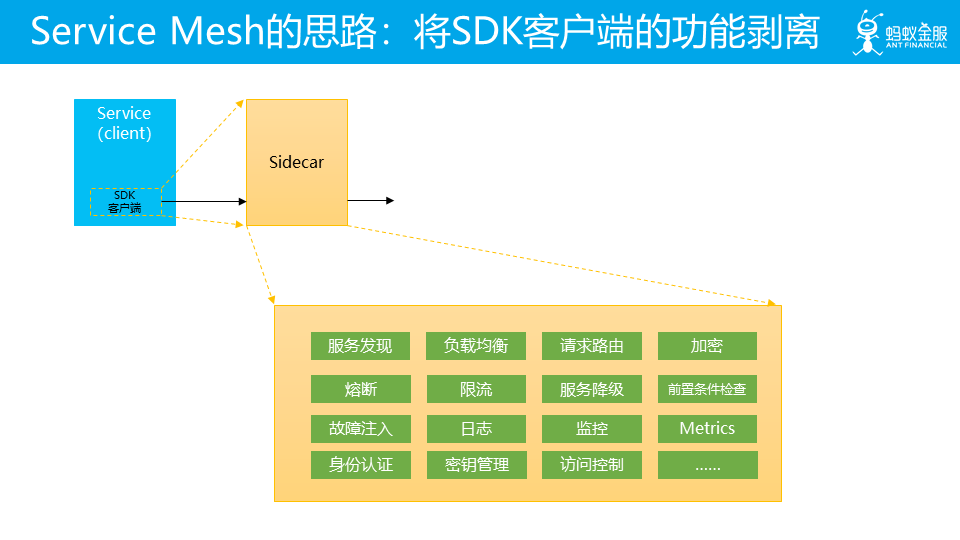 Service Mesh的思路：将SDK客户端的功能剥离
蚂蚁金服
ANT FINANCIAL
Service
(client)
SDK
客户端
Sidecar
服务发现
负载均衡
请求路由
加密
熔断
限流
服务降级
前置条件检查
故障注入
日志
监控
Metrics
身份认证
密钥管理
访问控制
……